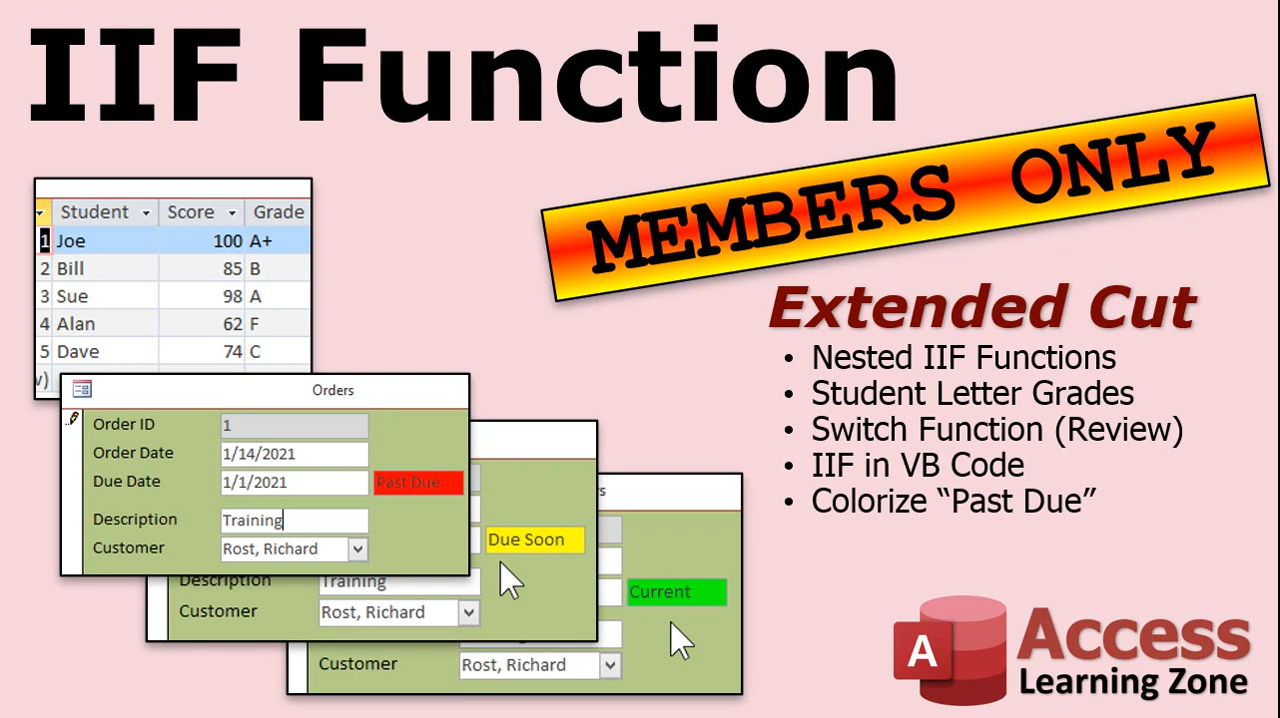 IIF Function
MEMBERS ONLY
Student Score Grade
1 Joe 100 A+
2 Bill 85 B
3 Sue 98 A
4 Alan 62 F
5 Dave 74 C
Extended Cut
• Nested IIF Functions
• Student Letter Grades
• Switch Function (Review)
• IIF in VB Code
• Colorize “Past Due”
Orders
Order ID 1
Order Date 1/14/2021
Due Date 1/1/2021 Past Due
Description Training
Customer Rost, Richard
Due Soon
Description Training
Customer Rost, Richard
Current
Customer Rost, Richard
A
Access
Learning Zone